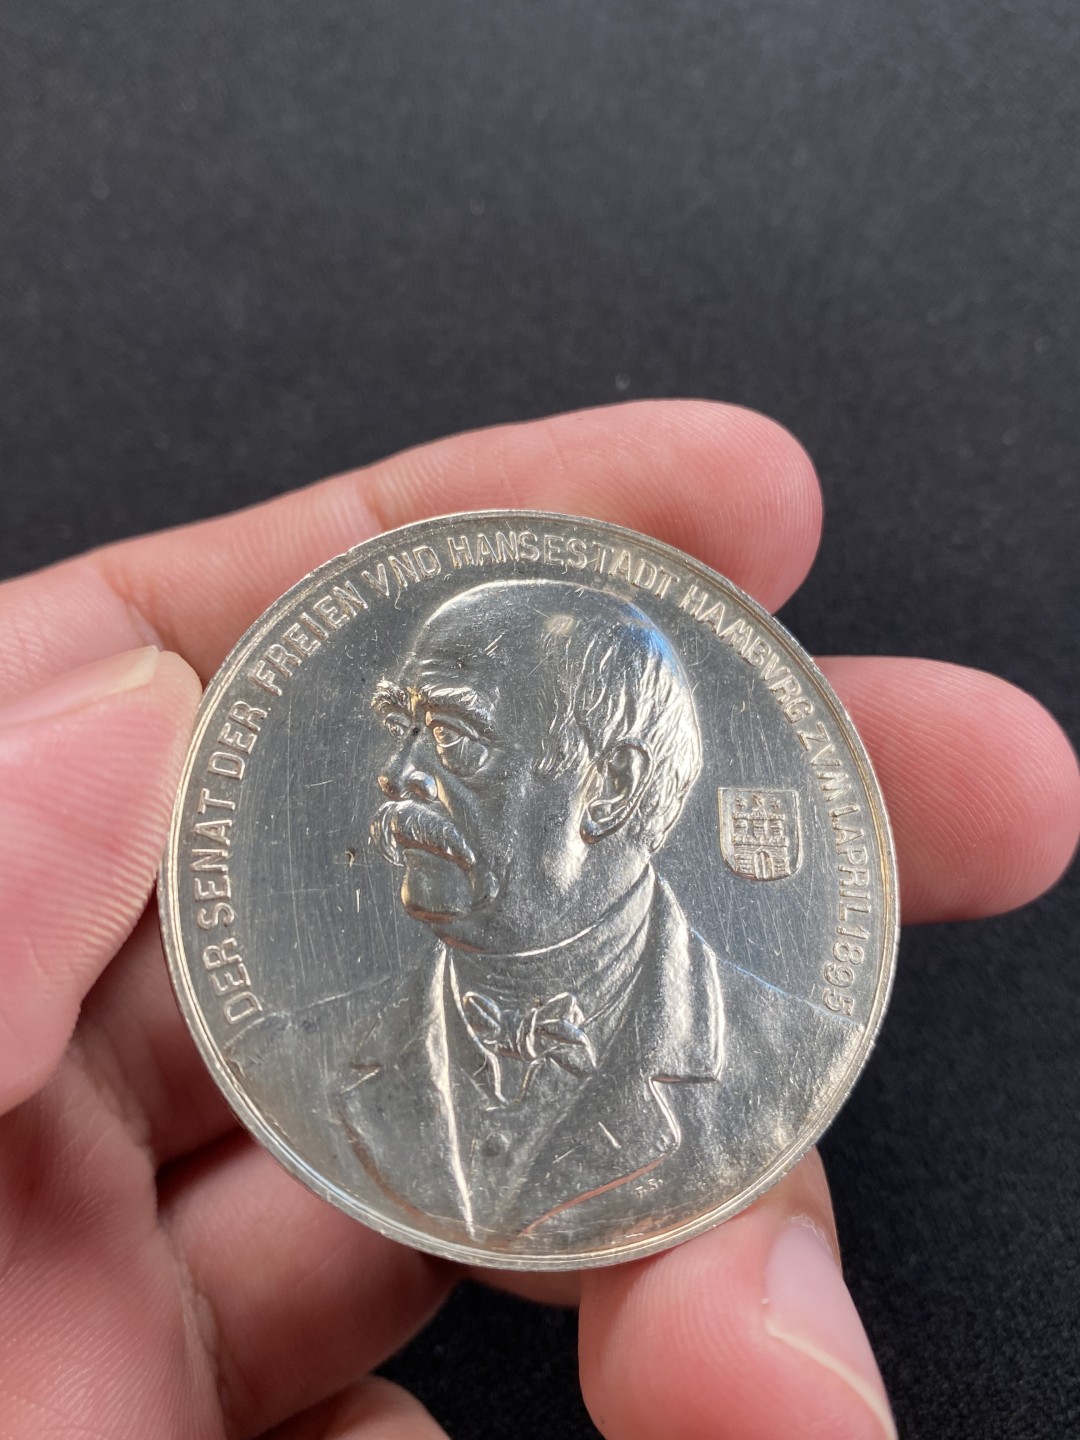 DER SENAT DER FREIEN VND HANSESTADT HAMBVRG ZVM 1 APRIL 1895